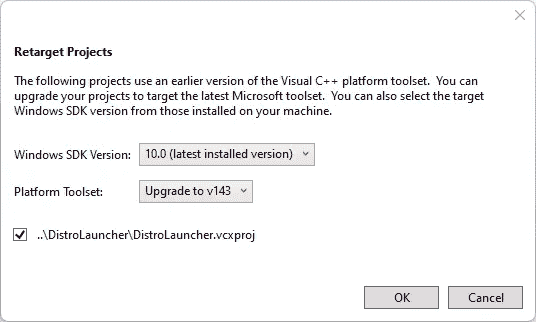 Retarget Projects
The following projects use an earlier version of the Visual C++ platform toolset.  You can
upgrade your projects to target the latest Microsoft toolset.  You can also select the target
Windows SDK version from those installed on your machine.
Windows SDK Version: 10.0 (latest installed version)
Platform Toolset: Upgrade to v143
..\DistroLauncher\DistroLauncher.vcxproj
OK Cancel